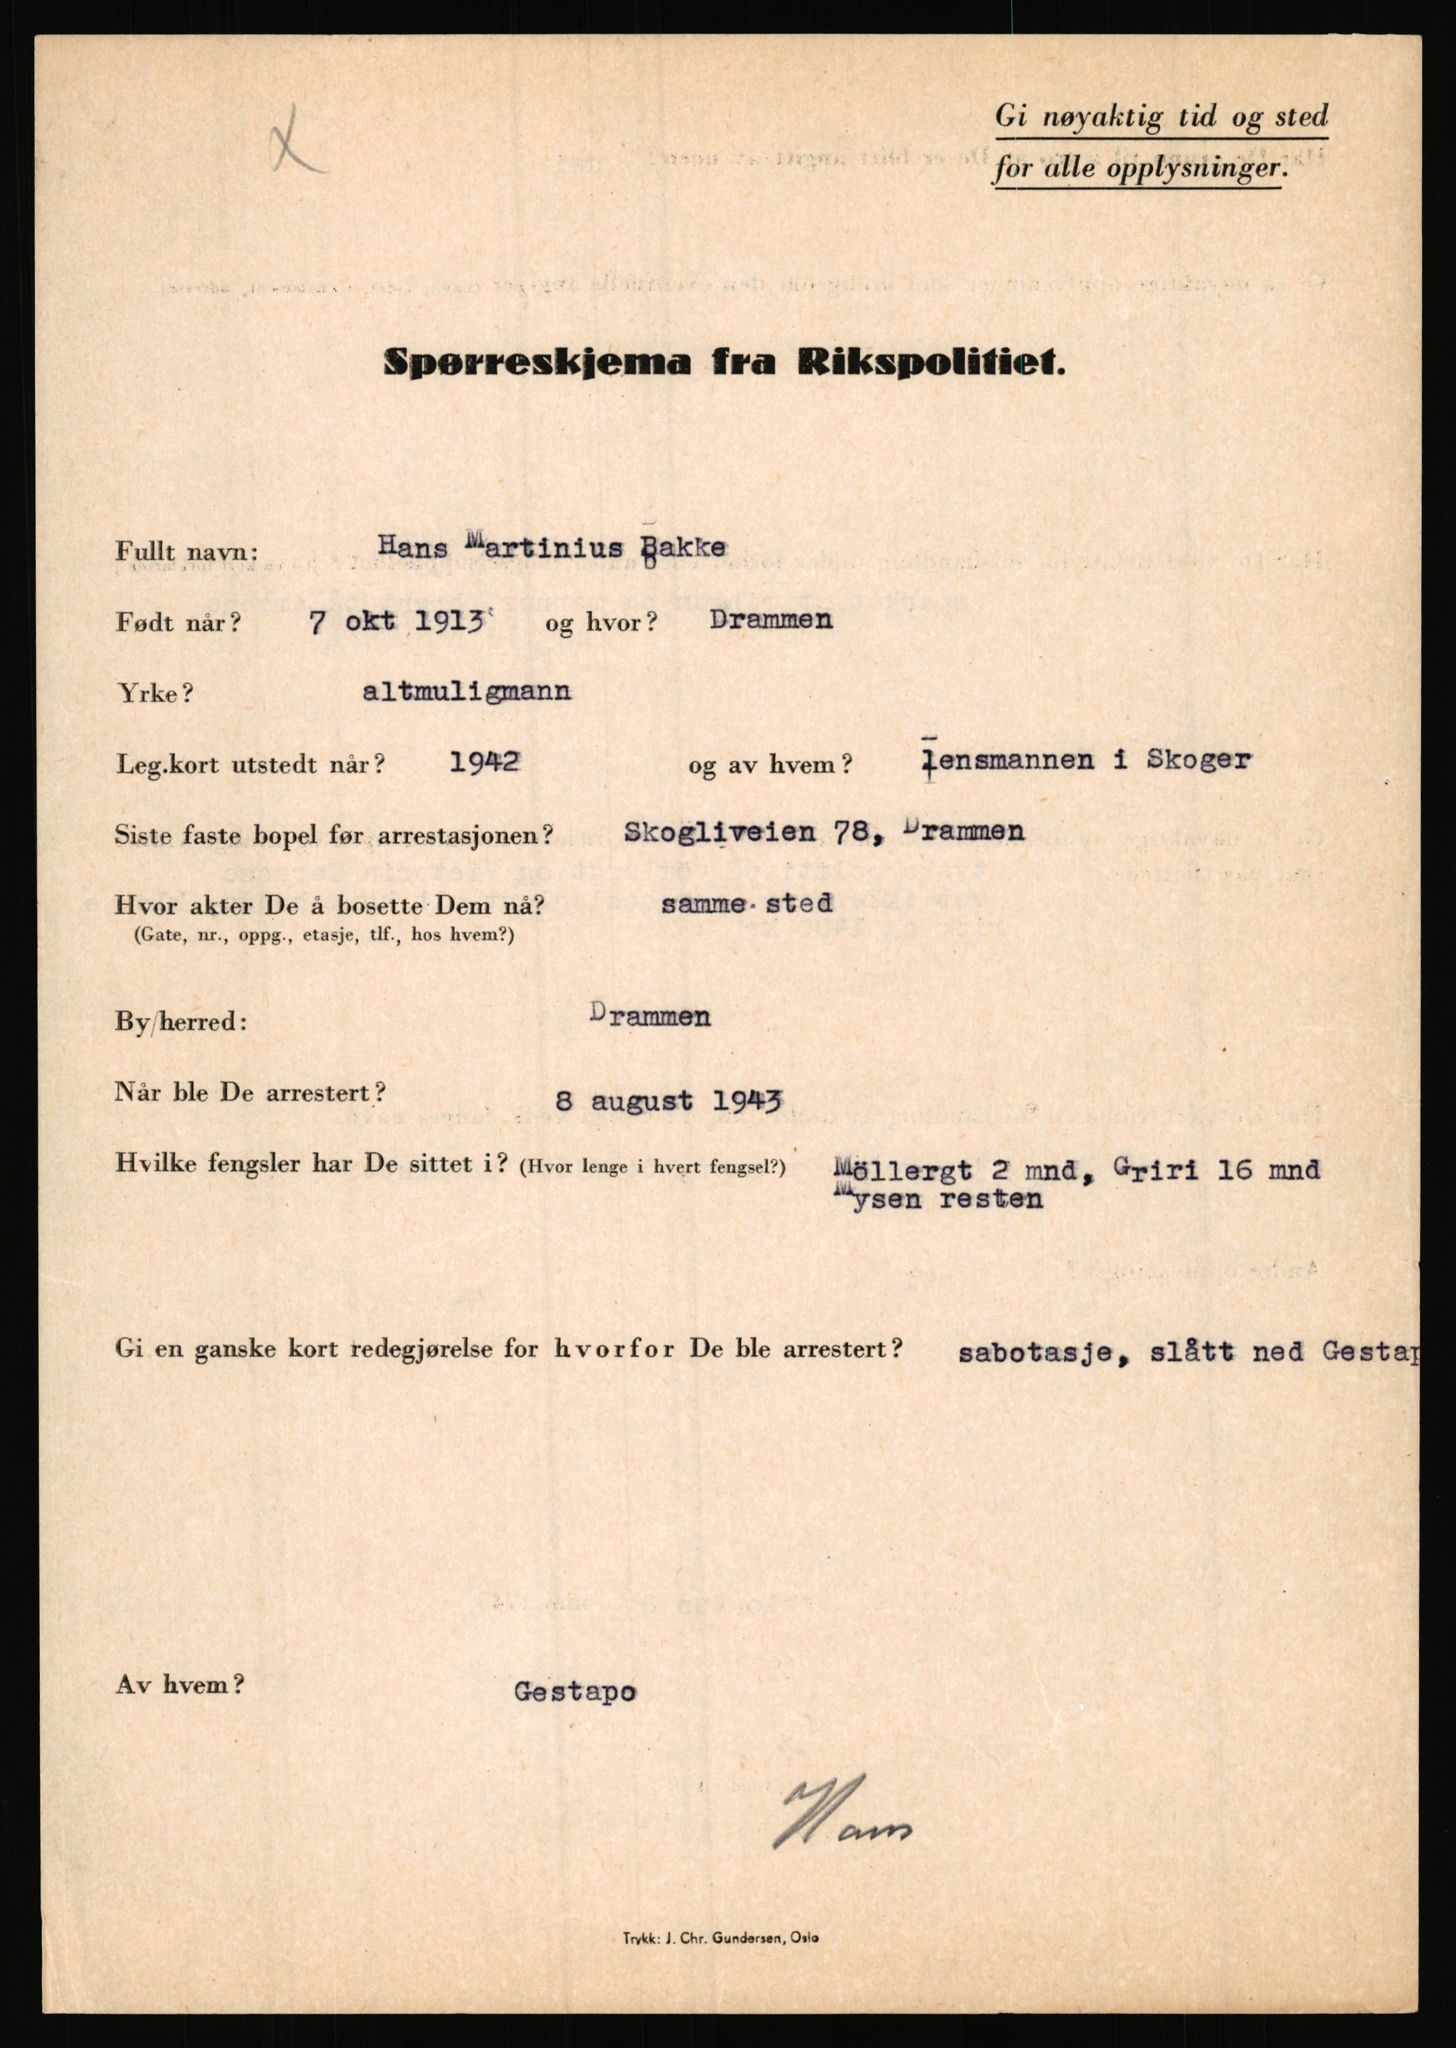 Gi nøyaktig tid og sted
for alle opplysninger.
Spørreskjema fra Rikspolitiet.
Fullt navn: Hans Martinius Bakke
Født når? 7 okt 1913 og hvor? Drammen
Yrke? altmuligmann
Leg.kort utstedt når? 1942 og av hvem? lensmannen i Skoger
Siste faste bopel før arrestasjonen? Skogliveien 78, Drammen
Hvor akter De å bosette Dem nå? samme sted
(Gate, nr., oppg., etasje, tlf., hos hvem?)
By/herred: Drammen
Når ble De arrestert? 8 august 1943
Hvilke fengsler har De sittet i? (Hvor lenge i hvert fengsel?) Möllergt 2 mnd, Griri 16 mnd
Mysen resten
Gi en ganske kort redegjørelse for hvorfor De ble arrestert? sabotasje, slått ned Gestap
Av hvem? Gestapo
Hans
Trykk: J. Chr. Gundersen, Oslo